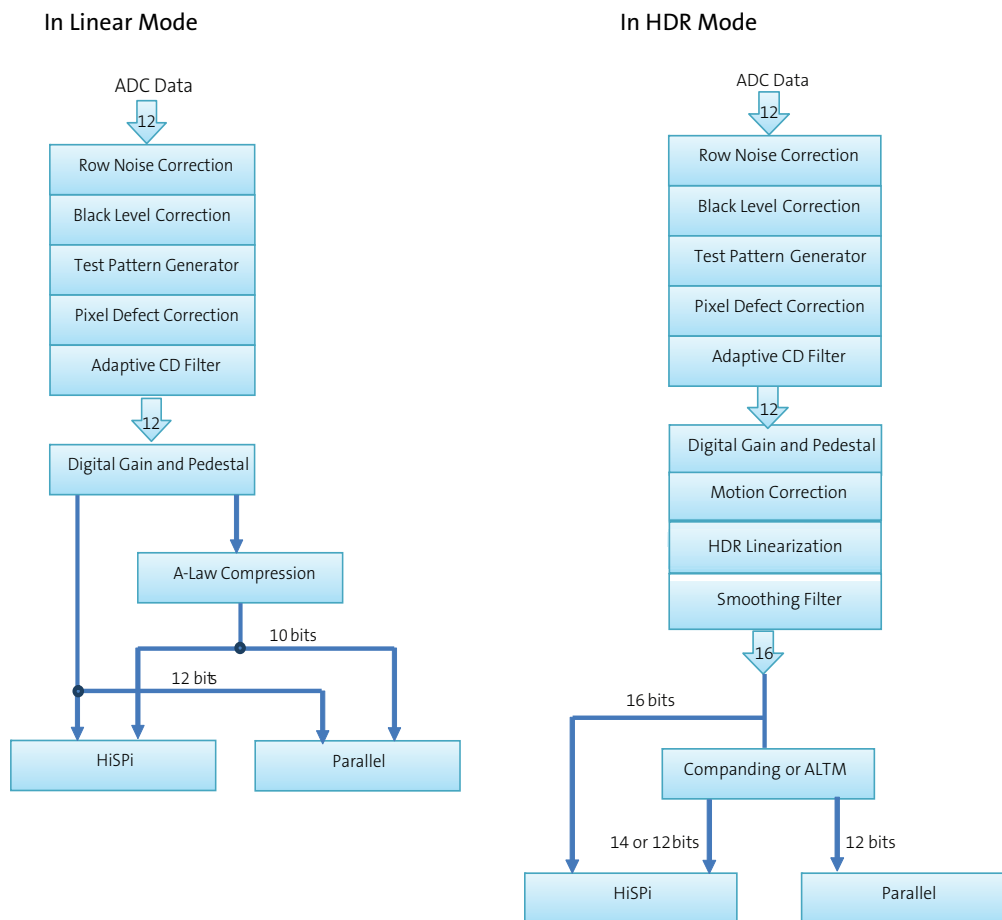 In Linear Mode
ADC Data
12
Row Noise Correction
Black Level Correction
Test Pattern Generator
Pixel Defect Correction
Adaptive CD Filter
12
Digital Gain and Pedestal
A-Law Compression
10 bits
12 bits
HiSPi
Parallel
In HDR Mode
ADC Data
12
Row Noise Correction
Black Level Correction
Test Pattern Generator
Pixel Defect Correction
Adaptive CD Filter
12
Digital Gain and Pedestal
Motion Correction
HDR Linearization
Smoothing Filter
16
16 bits
Companding or ALTM
14 or 12bits
12 bits
HiSPi
Parallel